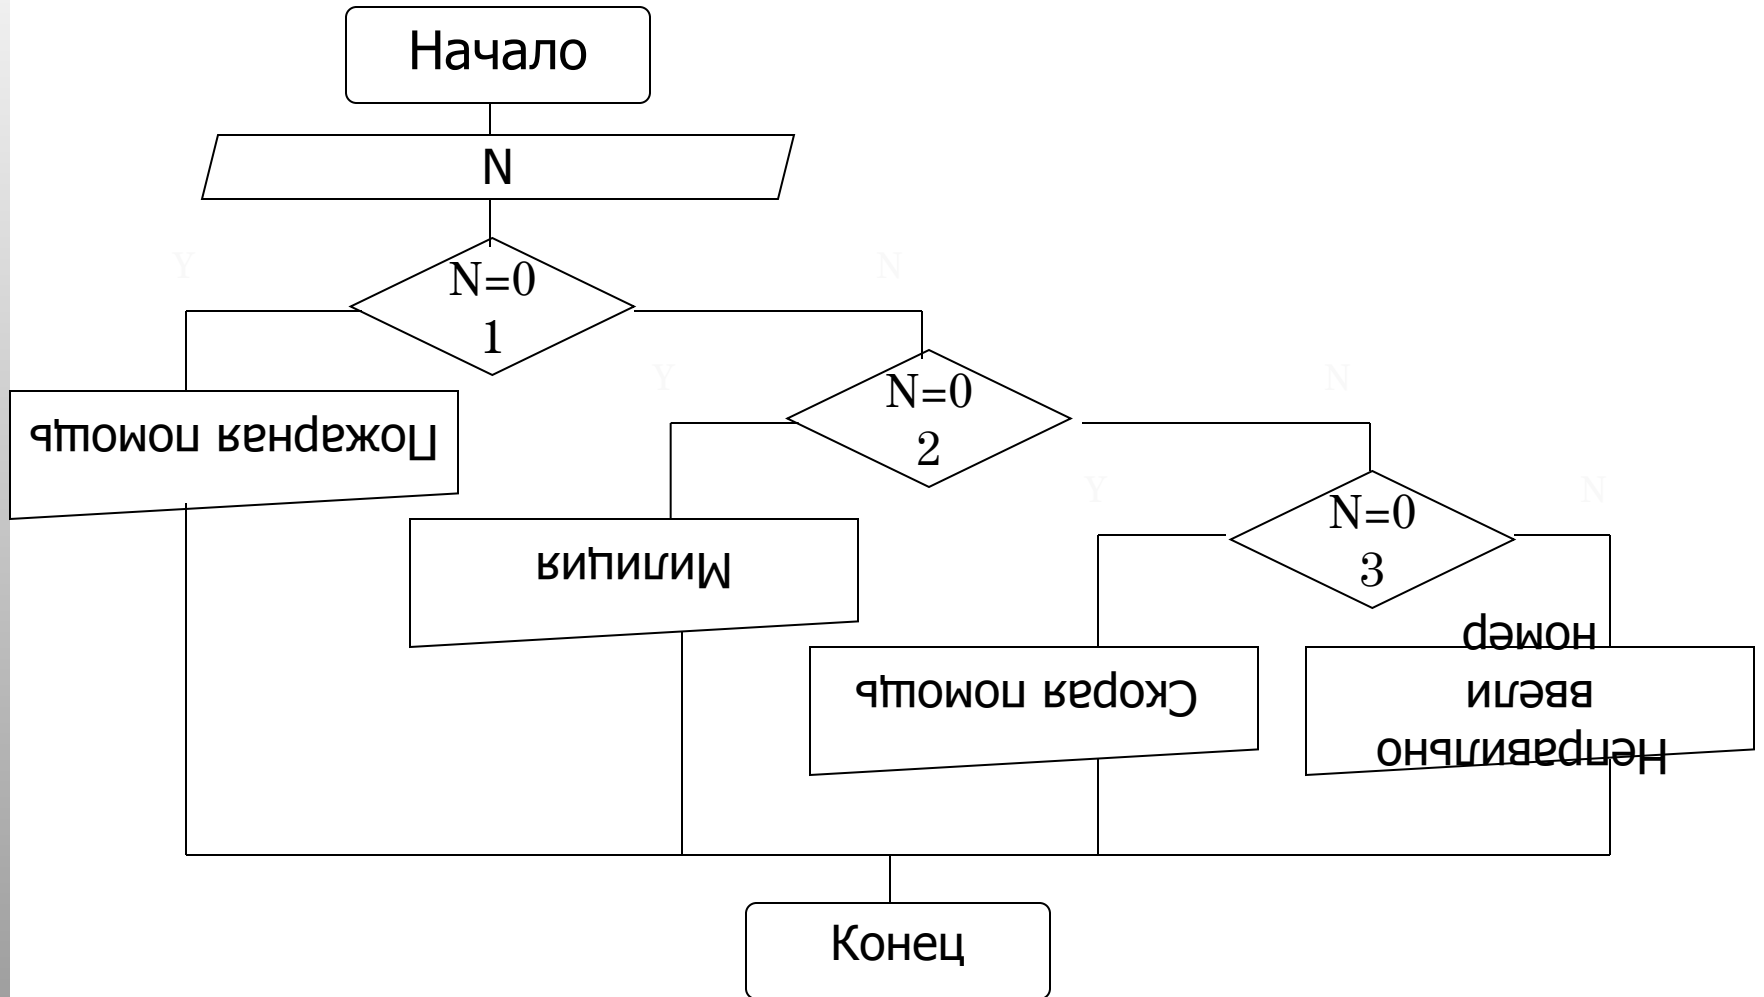 Начало
N
Y
N
N=0
1
Y
N
N=0
2
Пожарная помощь
Y
N
N=0
3
Милиция
Скорая помощь
Неправильно
ввели
номер
Конец